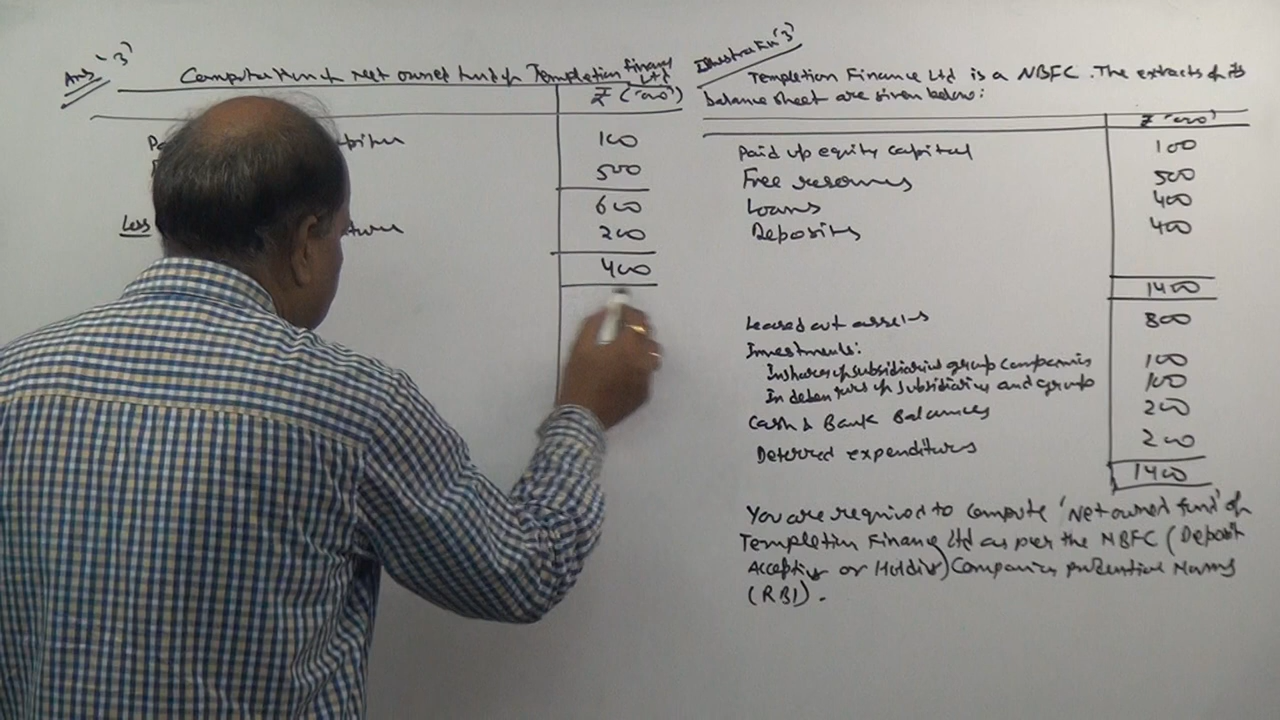 Ans '3'
Computation of Net owned fund of Templetion finance Ltd
₹ ('000)
100
500
600
Less
200
400
Illustration '3'
Templetion Finance Ltd is a NBFC. The extracts of its
balance sheet are given below:
₹ '000'
Paid up equity capital 100
Free reserves 500
Loans 400
Deposits 400
1400
Leased out assets 800
Investments:
In shares of subsidiaries group companies 100
In debentures of subsidiaries and group 100
Cash & Bank Balances 200
Deferred expenditures 200
1400
You are required to compute 'Net owned fund' of
Templetion Finance Ltd as per the NBFC (Deposit
Accepting or Holding) Companies prudential Norms
(RBI).